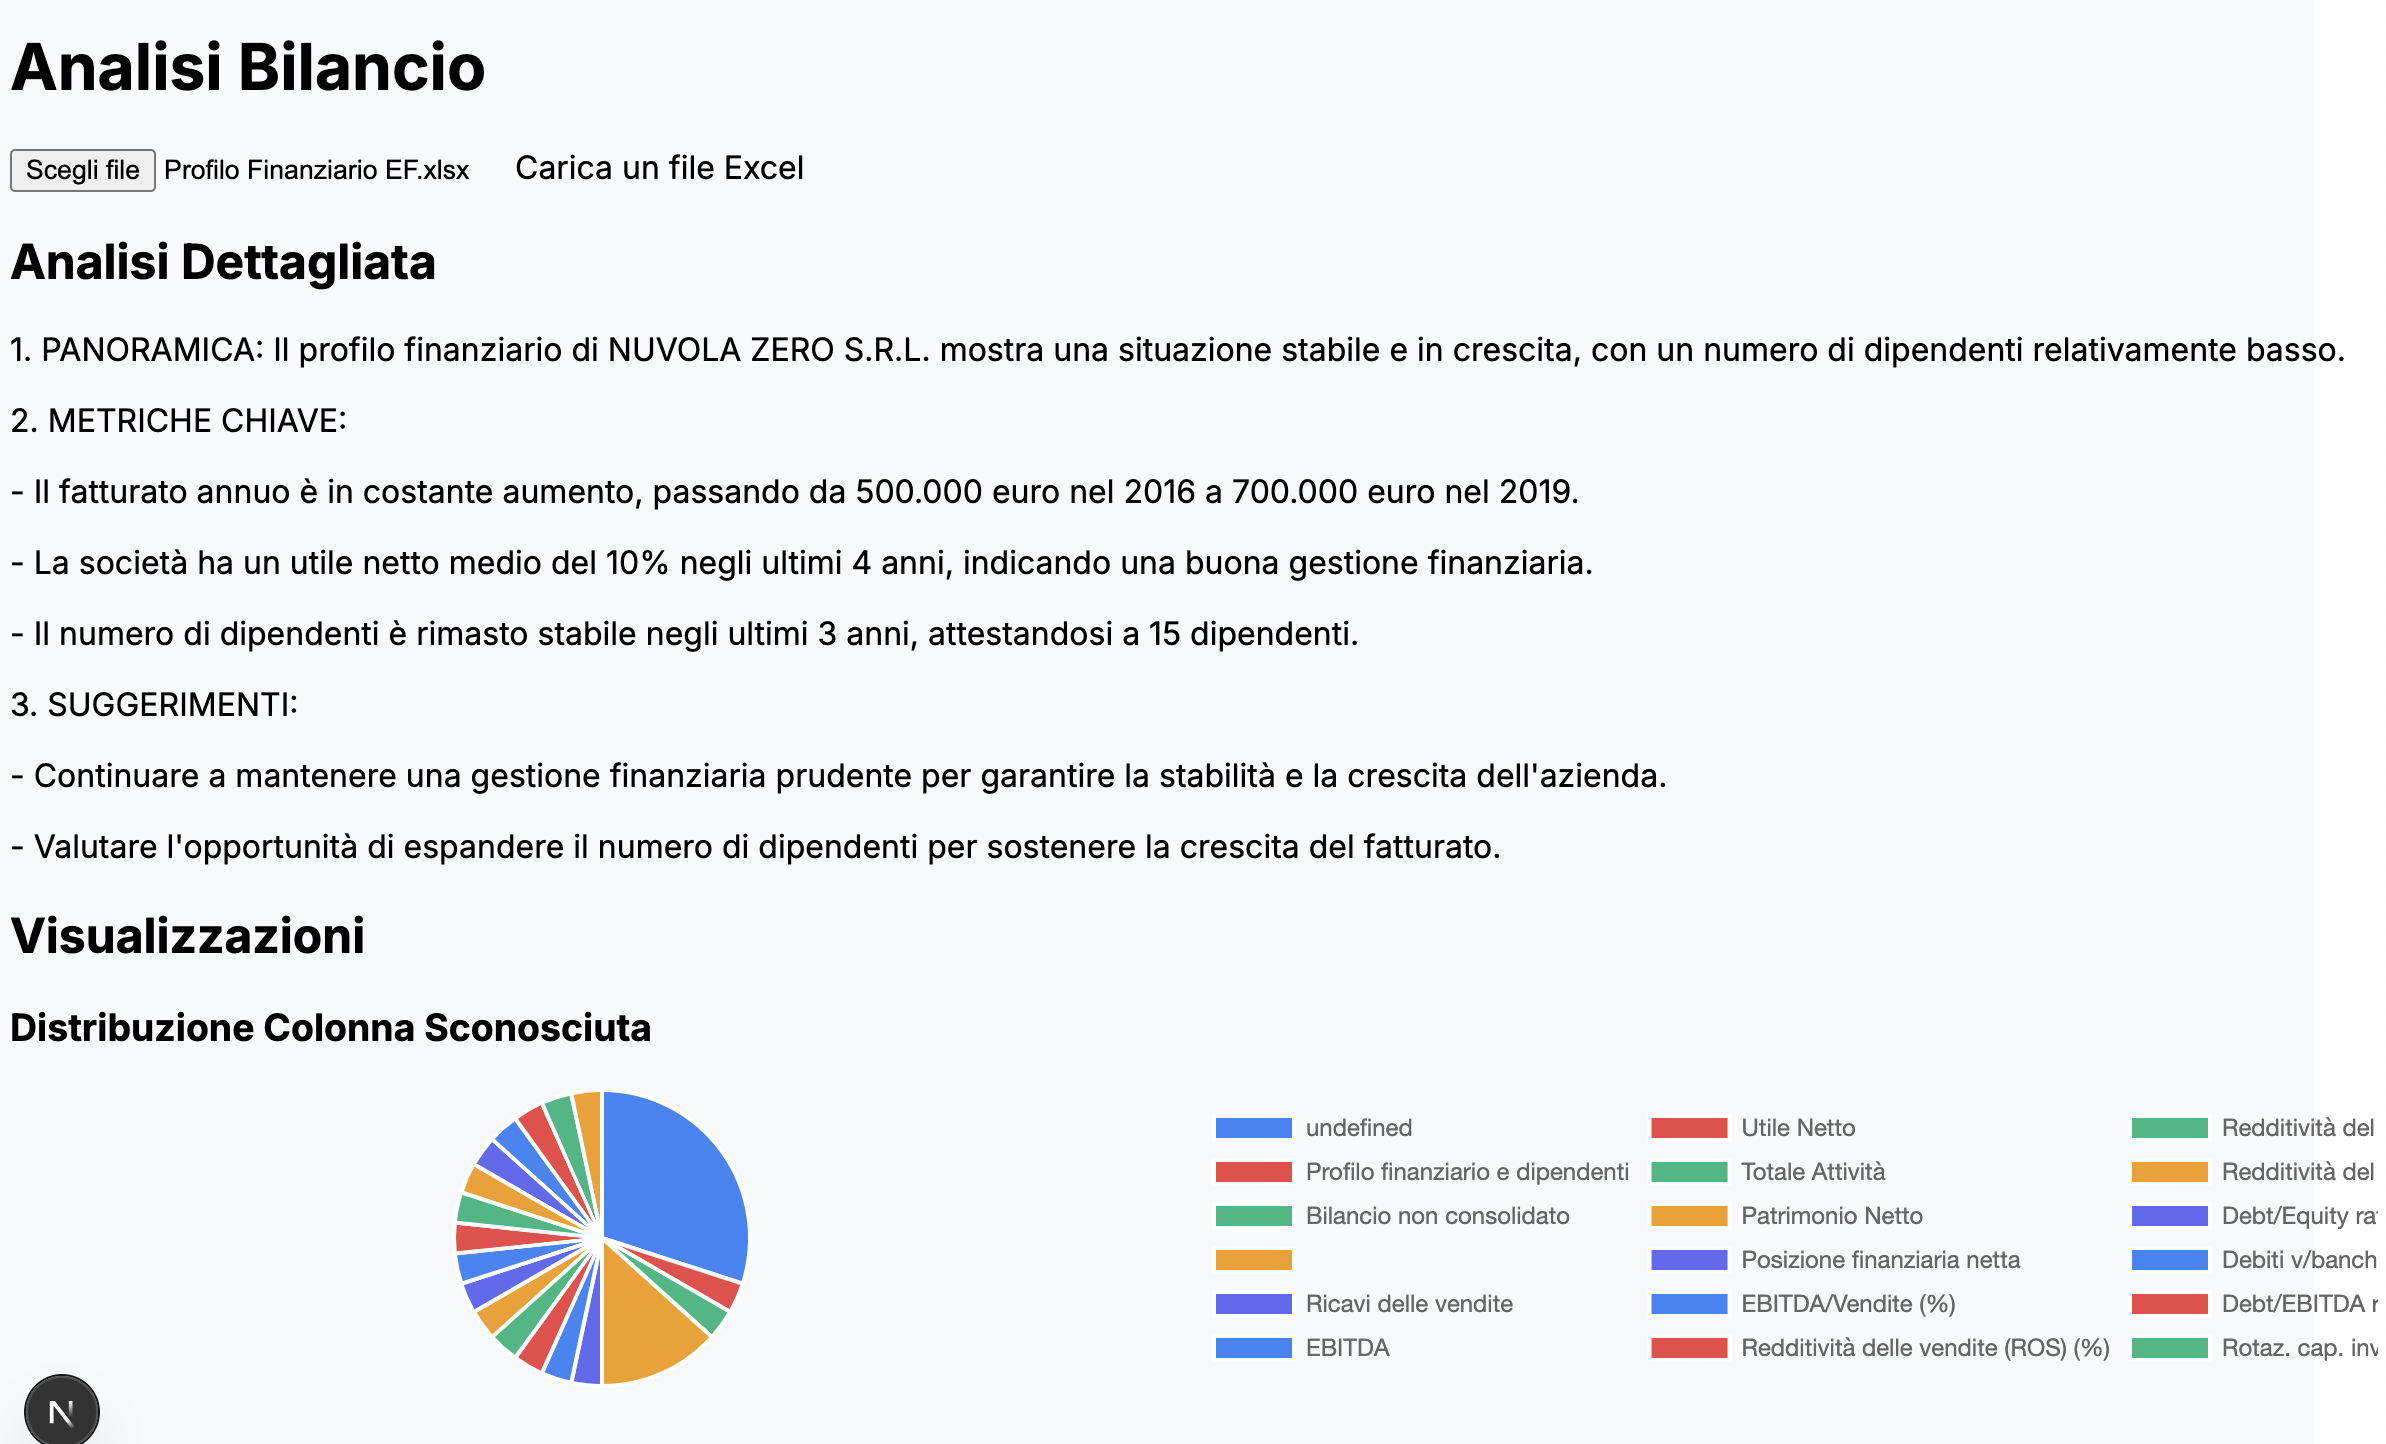 Analisi Bilancio
Scegli file Profilo Finanziario EF.xlsx Carica un file Excel
Analisi Dettagliata
1. PANORAMICA: Il profilo finanziario di NUVOLA ZERO S.R.L. mostra una situazione stabile e in crescita, con un numero di dipendenti relativamente basso.
2. METRICHE CHIAVE:
- Il fatturato annuo è in costante aumento, passando da 500.000 euro nel 2016 a 700.000 euro nel 2019.
- La società ha un utile netto medio del 10% negli ultimi 4 anni, indicando una buona gestione finanziaria.
- Il numero di dipendenti è rimasto stabile negli ultimi 3 anni, attestandosi a 15 dipendenti.
3. SUGGERIMENTI:
- Continuare a mantenere una gestione finanziaria prudente per garantire la stabilità e la crescita dell'azienda.
- Valutare l'opportunità di espandere il numero di dipendenti per sostenere la crescita del fatturato.
Visualizzazioni
Distribuzione Colonna Sconosciuta
undefined
Profilo finanziario e dipendenti
Bilancio non consolidato
Ricavi delle vendite
EBITDA
Utile Netto
Totale Attività
Patrimonio Netto
Posizione finanziaria netta
EBITDA/Vendite (%)
Redditività delle vendite (ROS) (%)
Redditività del
Redditività del
Debt/Equity
Debiti v/banch
Debt/EBITDA
Rotaz. cap. inv
N